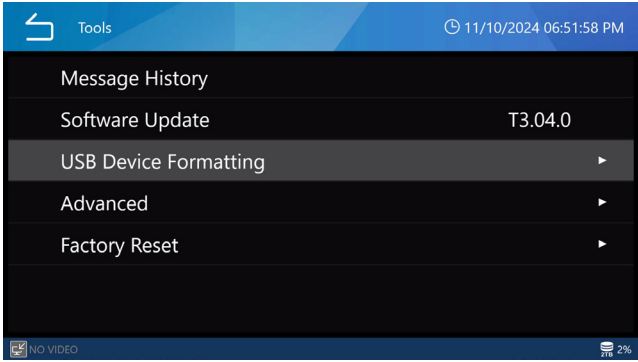 Tools 11/10/2024 06:51:58 PM
Message History
Software Update T3.04.0
USB Device Formatting
Advanced
Factory Reset
NO VIDEO 2TB 2%